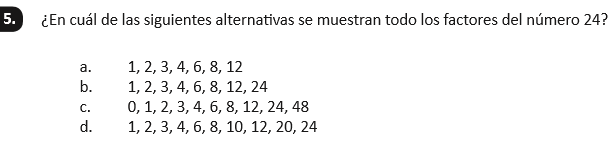 5. ¿En cuál de las siguientes alternativas se muestran todo los factores del número 24?
a. 1, 2, 3, 4, 6, 8, 12
b. 1, 2, 3, 4, 6, 8, 12, 24
c. 0, 1, 2, 3, 4, 6, 8, 12, 24, 48
d. 1, 2, 3, 4, 6, 8, 10, 12, 20, 24